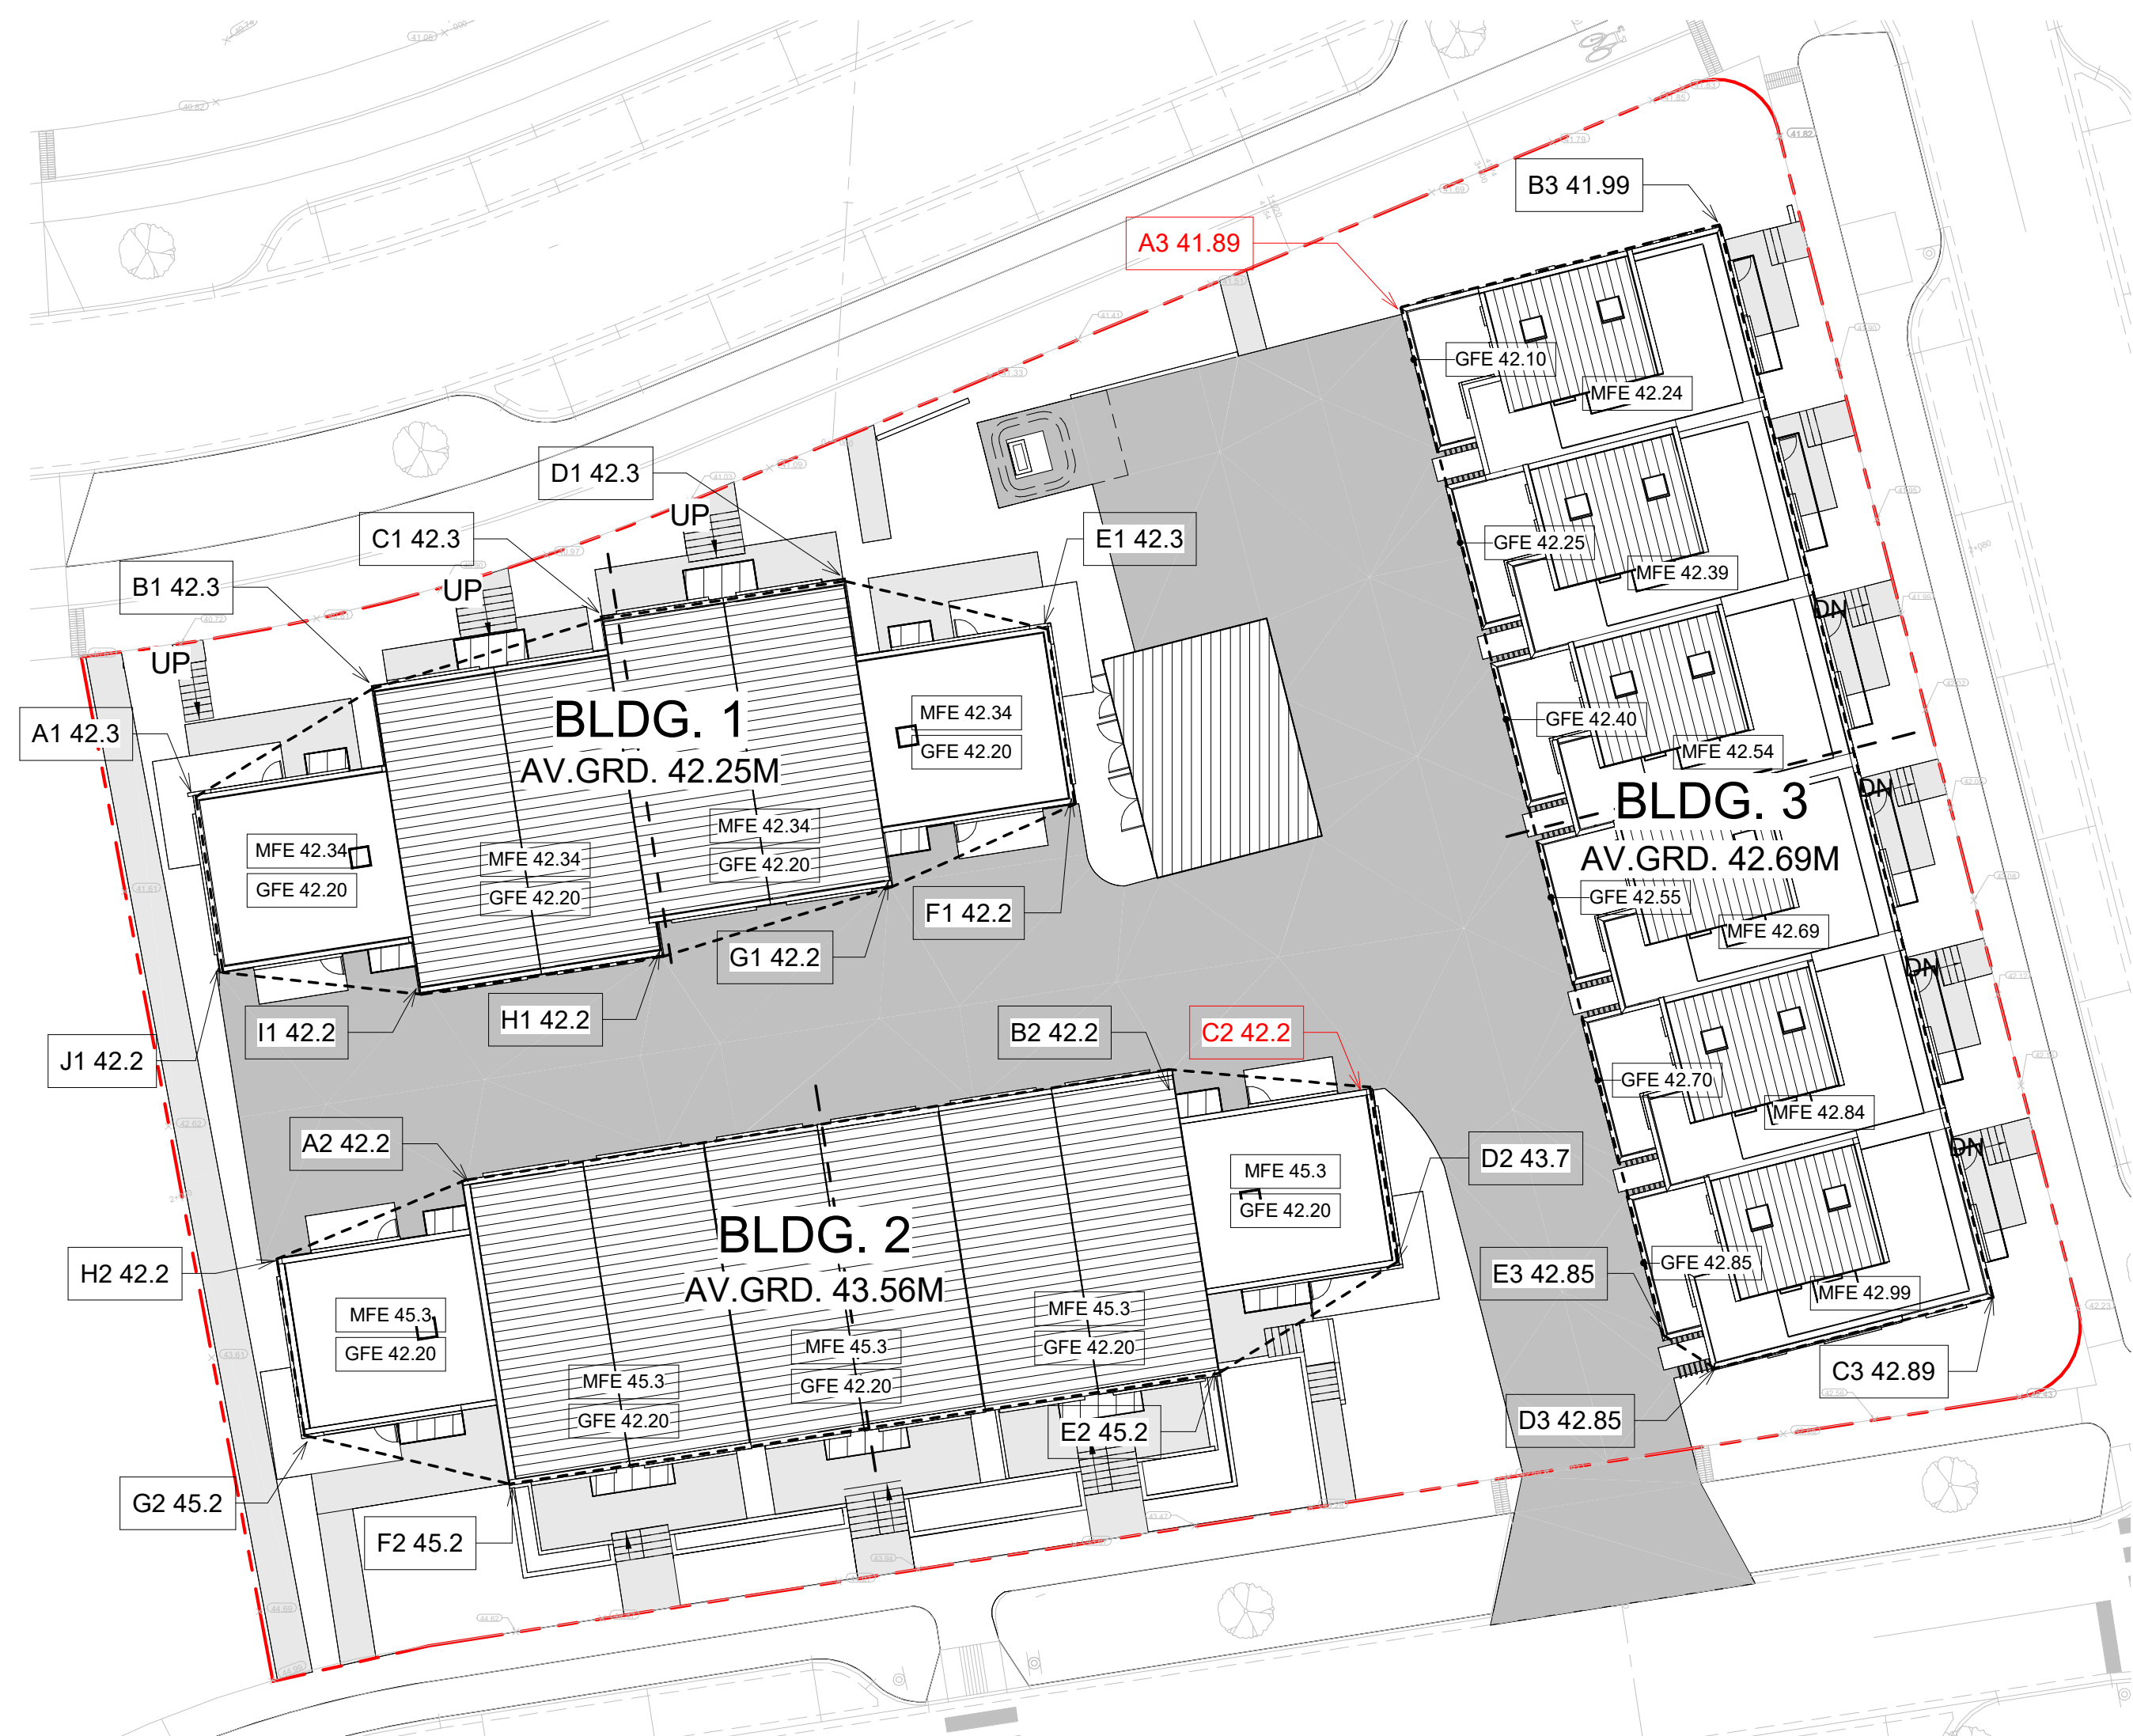 B3 41.99
A3 41.89
GFE 42.10
MFE 42.24
D1 42.3
UP
C1 42.3
E1 42.3
GFE 42.25
MFE 42.39
B1 42.3
UP
DN
UP
A1 42.3
BLDG. 1
AV.GRD. 42.25M
MFE 42.34
GFE 42.20
GFE 42.40
MFE 42.54
DN
BLDG. 3
AV.GRD. 42.69M
MFE 42.34
GFE 42.20
MFE 42.34
GFE 42.20
MFE 42.34
GFE 42.20
GFE 42.55
MFE 42.69
F1 42.2
G1 42.2
DN
H1 42.2
I1 42.2
J1 42.2
B2 42.2
C2 42.2
GFE 42.70
MFE 42.84
A2 42.2
DN
D2 43.7
MFE 45.3
GFE 42.20
BLDG. 2
AV.GRD. 43.56M
H2 42.2
E3 42.85
GFE 42.85
MFE 42.99
MFE 45.3
GFE 42.20
MFE 45.3
GFE 42.20
MFE 45.3
GFE 42.20
MFE 45.3
GFE 42.20
C3 42.89
D3 42.85
E2 45.2
G2 45.2
F2 45.2